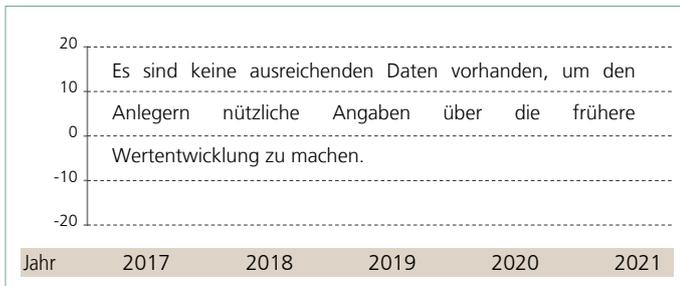 20
Es sind keine ausreichenden Daten vorhanden, um den
10
Anlegern nützliche Angaben über die frühere
0
Wertentwicklung zu machen.
-10
-20
Jahr 2017 2018 2019 2020 2021